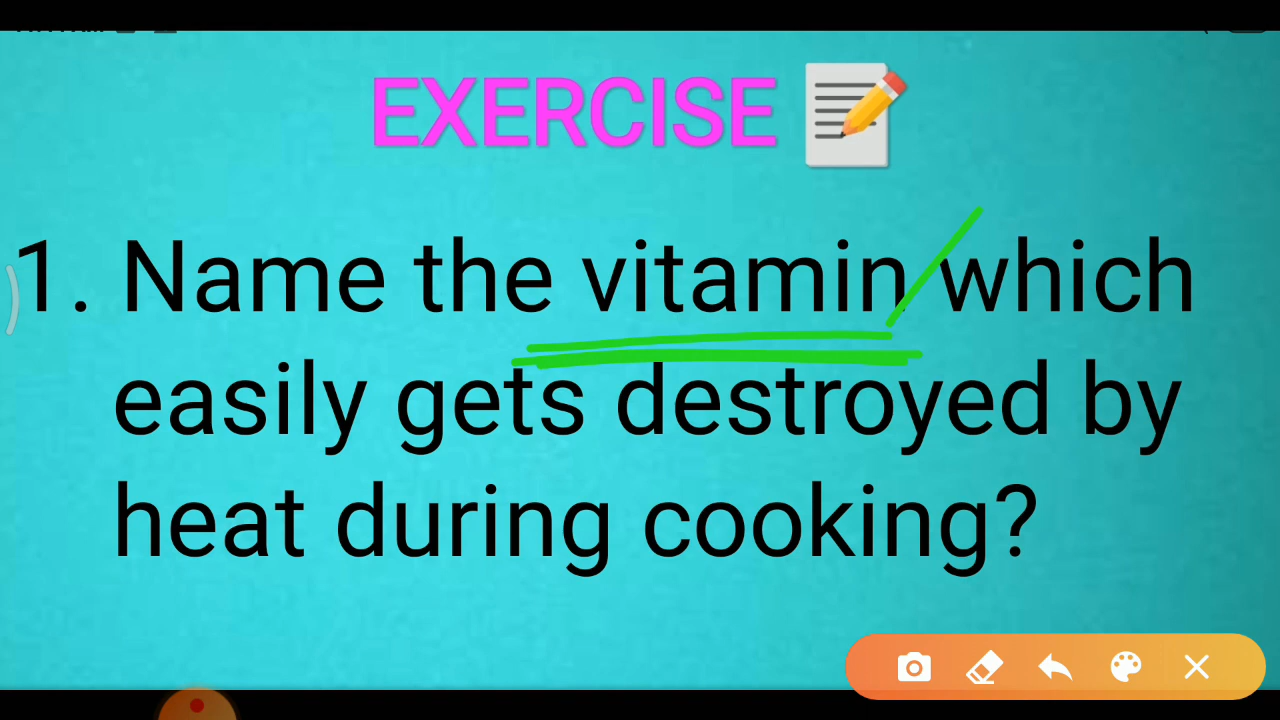 EXERCISE
1. Name the vitamin which
easily gets destroyed by
heat during cooking?